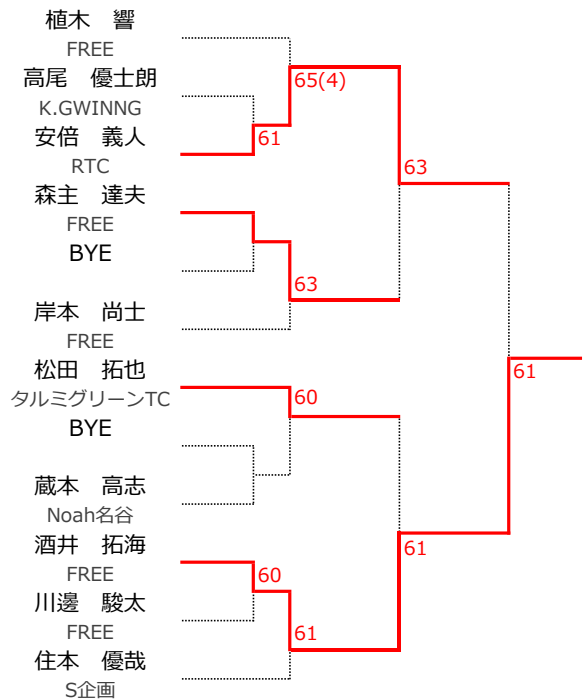 植木　響
FREE
高尾　優士朗
K.GWINNG
安倍　義人
RTC
森主　達夫
FREE
BYE
岸本　尚士
FREE
松田　拓也
タルミグリーンTC
BYE
蔵本　高志
Noah名谷
酒井　拓海
FREE
川邊　駿太
FREE
住本　優哉
S企画
61
65(4)
63
63
60
60
61
61
61